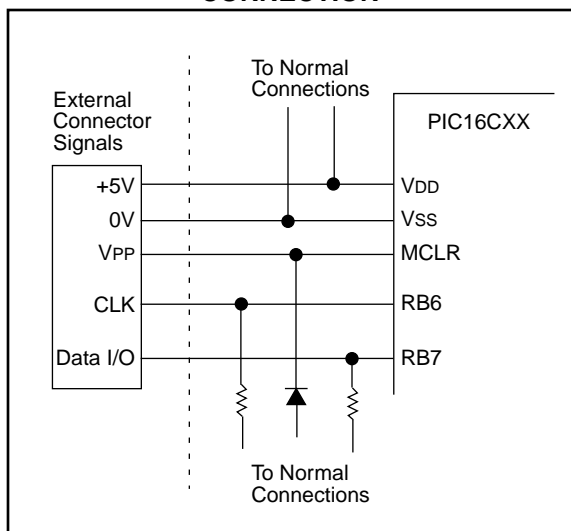 To Normal
Connections
External
Connector
Signals
PIC16CXX
+5V
VDD
0V
VSS
VPP
MCLR
CLK
RB6
Data I/O
RB7
To Normal
Connections